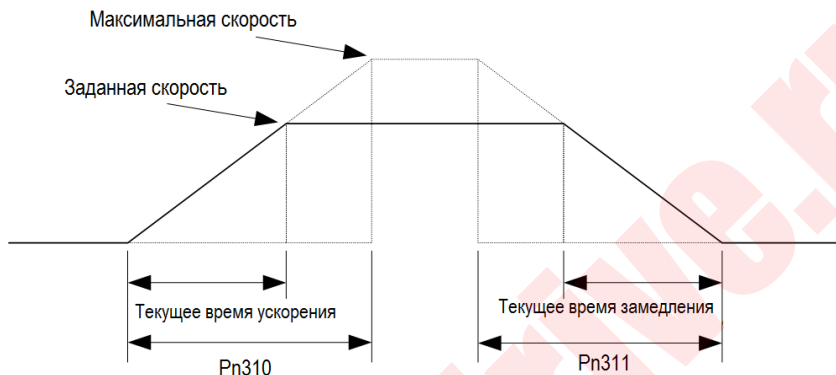 Максимальная скорость
Заданная скорость
Текущее время ускорения
Текущее время замедления
Pn310
Pn311